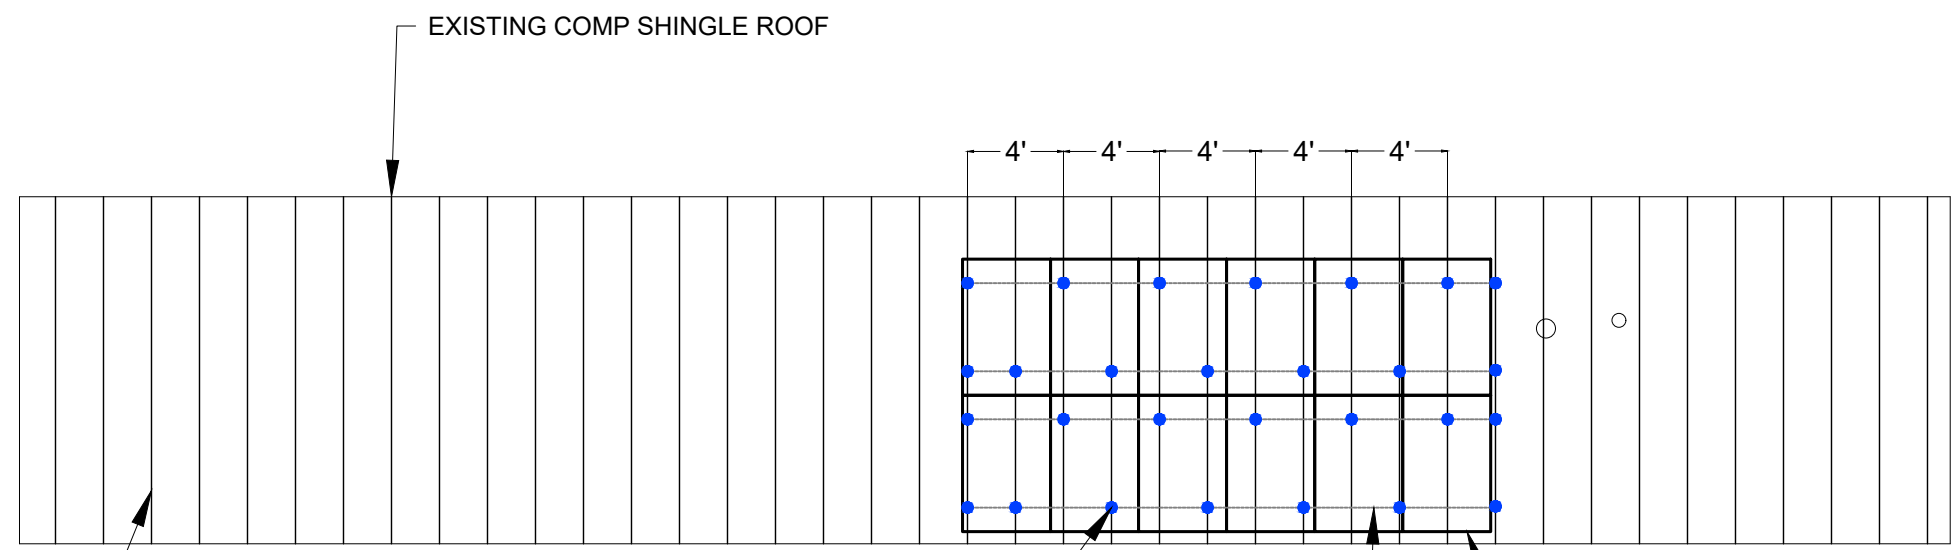 EXISTING COMP SHINGLE ROOF
4' 4' 4' 4' 4'